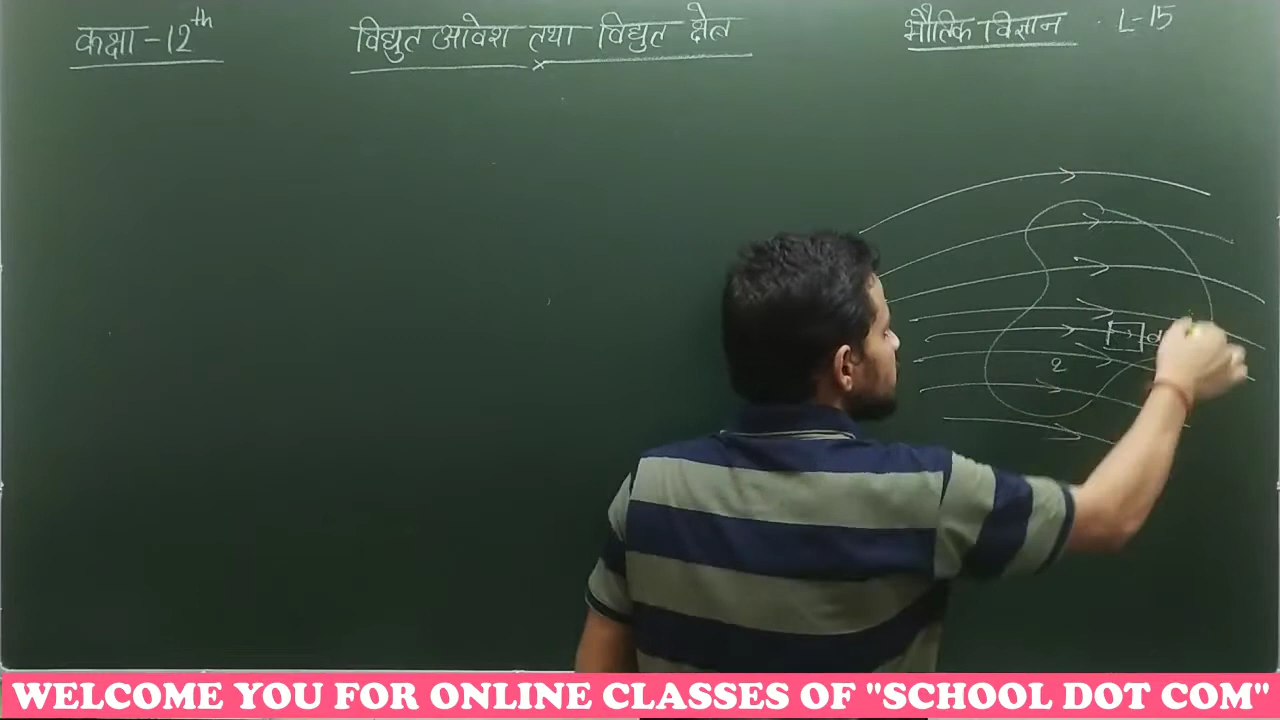 कक्षा - 12th
विद्युत आवेश तथा विद्युत क्षेत्र
भौतिक विज्ञान . L-15
WELCOME YOU FOR ONLINE CLASSES OF "SCHOOL DOT COM"